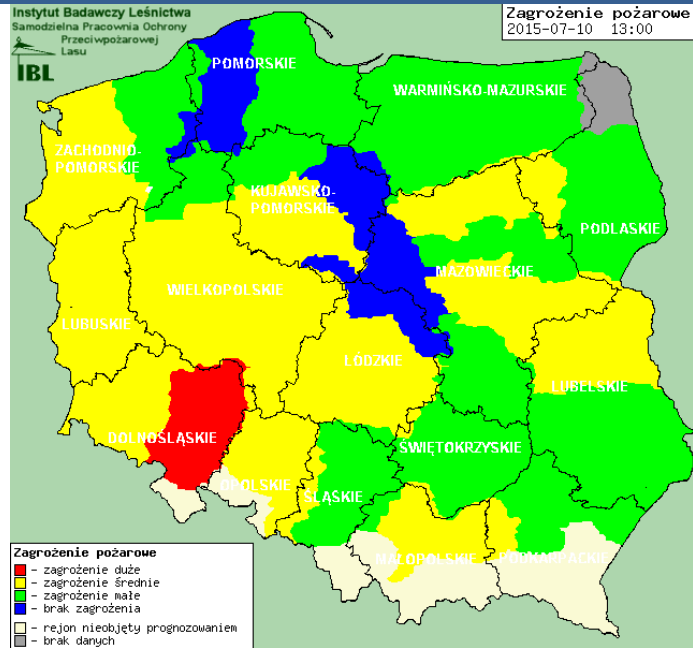 Instytut Badawczy Leśnictwa
Samodzielna Pracownia Ochrony
Przeciwpożarowej
Lasu
IBL
Zagrożenie pożarowe
2015-07-10 13:00
POMORSKIE
WARMIŃSKO-MAZURSKIE
ZACHODNIO-
POMORSKIE
KUJAWSKO-
POMORSKIE
PODLASKIE
MAZOWIECKIE
WIELKOPOLSKIE
LUBUSKIE
ŁÓDZKIE
LUBELSKIE
DOLNOŚLĄSKIE
ŚWIĘTOKRZYSKIE
OPOLSKIE
ŚLĄSKIE
MAŁOPOLSKIE
PODKARPACKIE
Zagrożenie pożarowe
- zagrożenie duże
- zagrożenie średnie
- zagrożenie małe
- brak zagrożenia
- rejon nieobjęty prognozowaniem
- brak danych